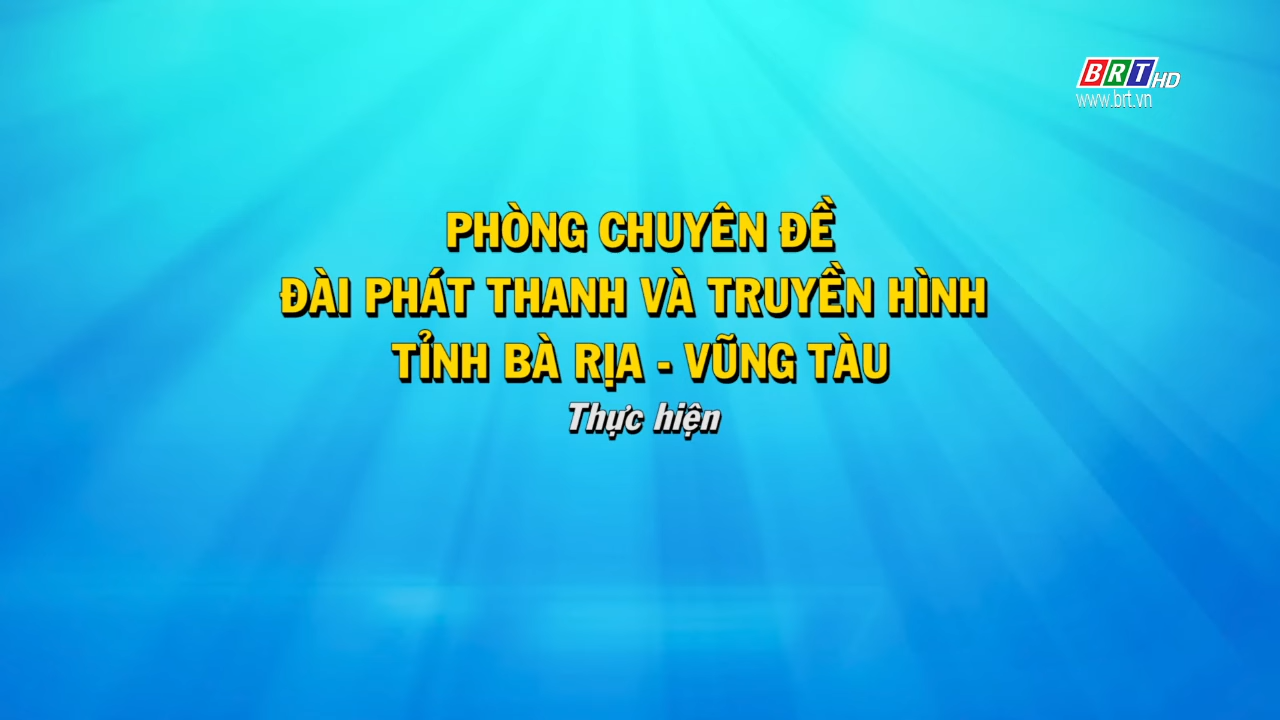 BRT HD
www.brt.vn
PHÒNG CHUYÊN ĐỀ
ĐÀI PHÁT THANH VÀ TRUYỀN HÌNH
TỈNH BÀ RỊA - VŨNG TÀU
Thực hiện